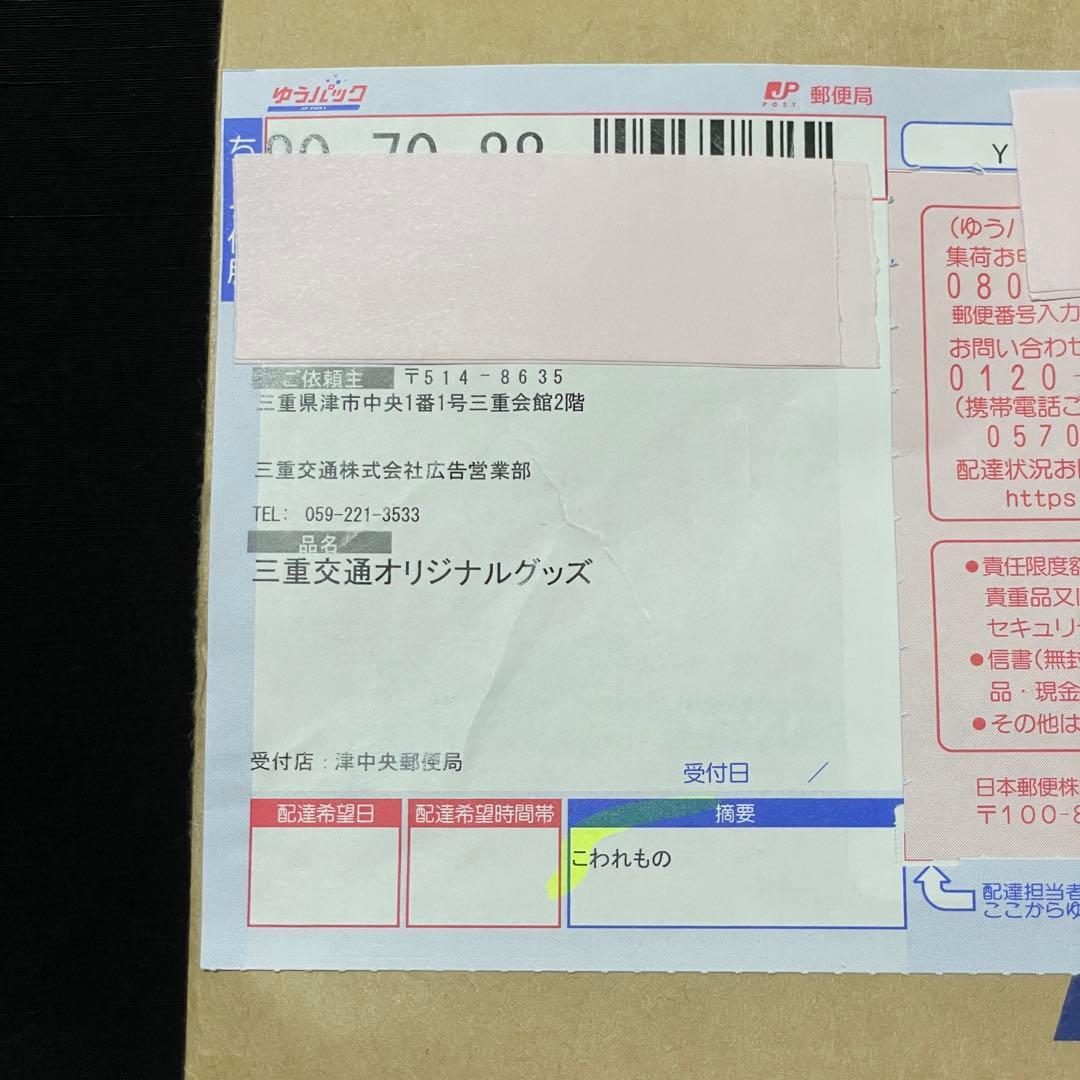 ゆうパック
JP POST
JP
POST
郵便局
Y
(ゆう
集荷お
080
郵便番号入力
お問い合わせ
0120-
(携帯電話ご
0570
配達状況お
https
ご依頼主 〒514-8635
三重県津市中央1番1号三重会館2階
三重交通株式会社広告営業部
TEL: 059-221-3533
品名
三重交通オリジナルグッズ
●責任限度額
貴重品又
セキュリ
●信書(無封
品・現金
●その他は
受付店:津中央郵便局
受付日 /
日本郵便株
〒100-8
配達希望日
配達希望時間帯
摘要
こわれもの
配達担当者
ここからゆ